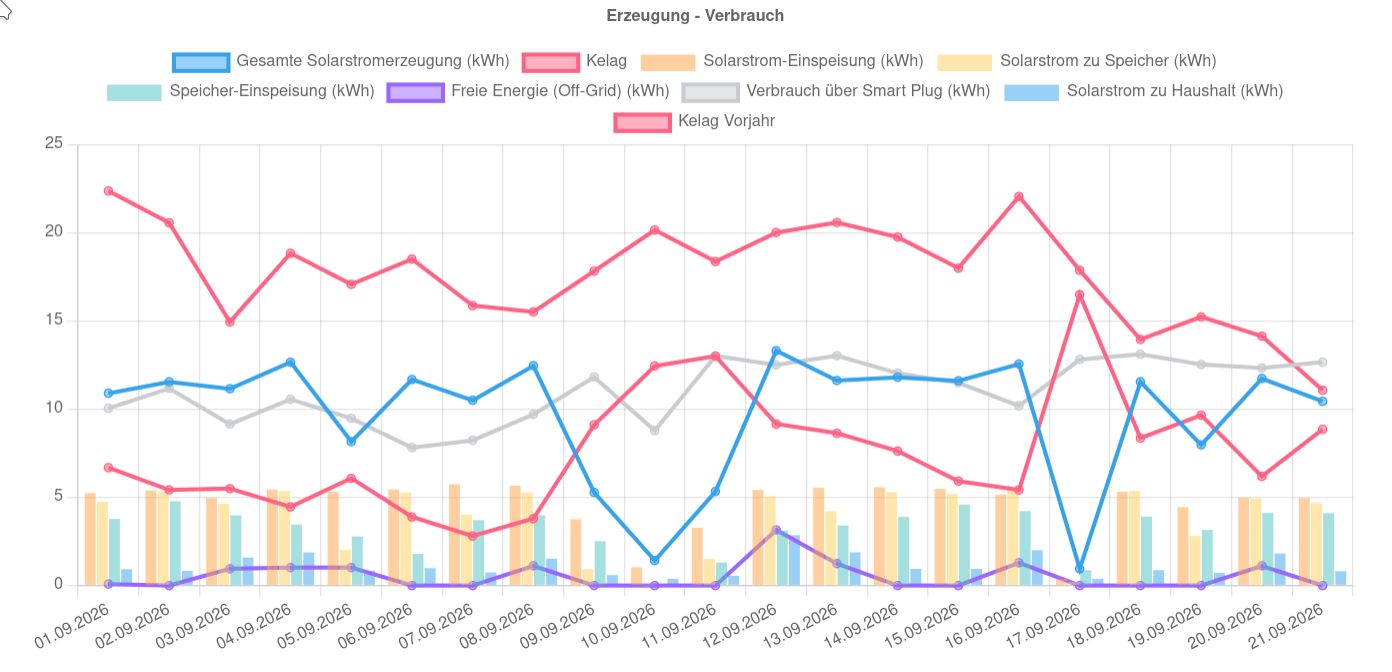 Erzeugung - Verbrauch
Gesamte Solarstromerzeugung (kWh) Kelag Solarstrom-Einspeisung (kWh) Solarstrom zu Speicher (kWh)
Speicher-Einspeisung (kWh) Freie Energie (Off-Grid) (kWh) Verbrauch über Smart Plug (kWh) Solarstrom zu Haushalt (kWh)
Kelag Vorjahr
25
20
15
10
5
0
01.09.2026 02.09.2026 03.09.2026 04.09.2026 05.09.2026 06.09.2026 07.09.2026 08.09.2026 09.09.2026 10.09.2026 11.09.2026 12.09.2026 13.09.2026 14.09.2026 15.09.2026 16.09.2026 17.09.2026 18.09.2026 19.09.2026 20.09.2026 21.09.2026